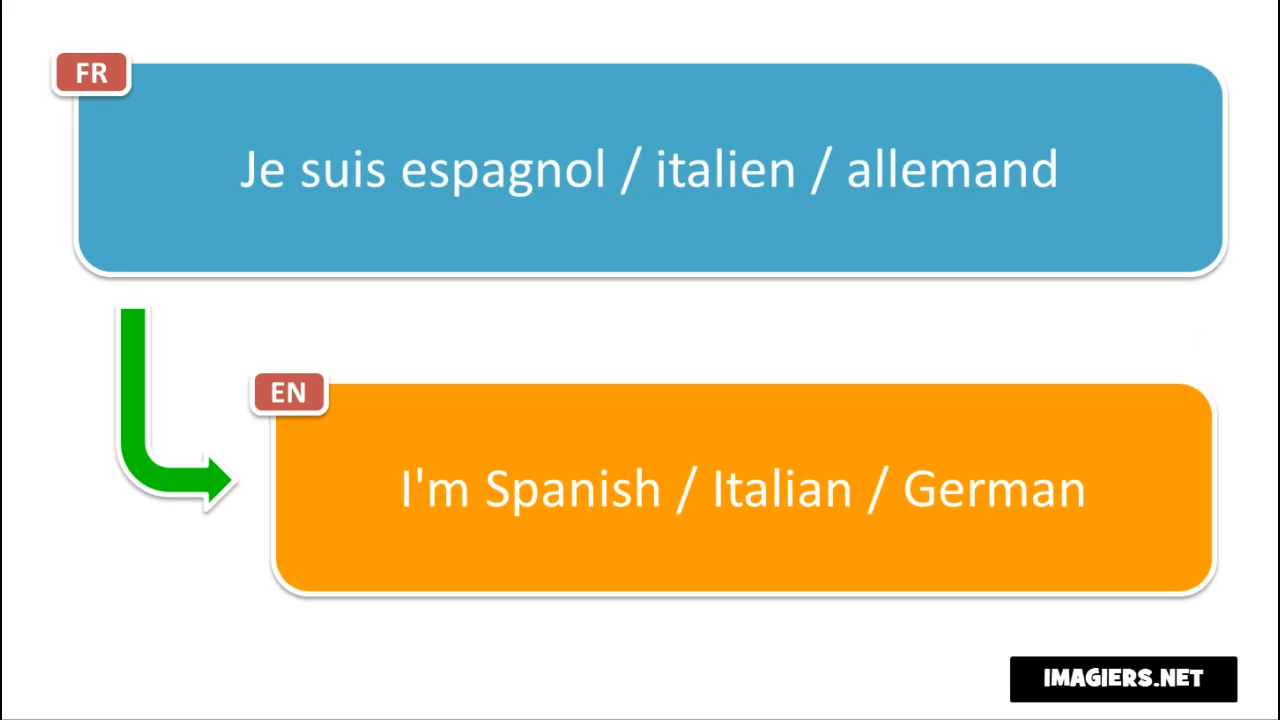 FR
Je suis espagnol / italien / allemand
EN
I'm Spanish / Italian / German
IMAGIERS.NET